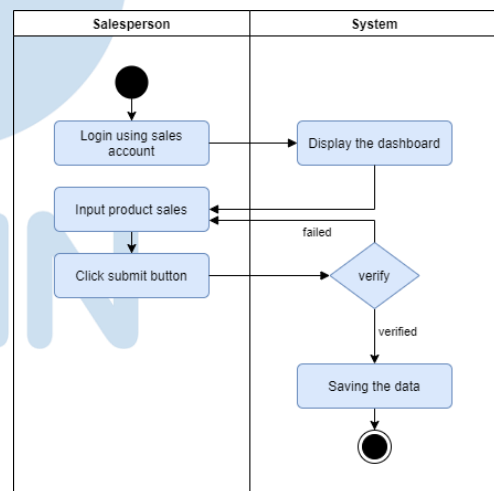 Salesperson
System
Login using sales
account
Display the dashboard
Input product sales
failed
Click submit button
verify
verified
Saving the data